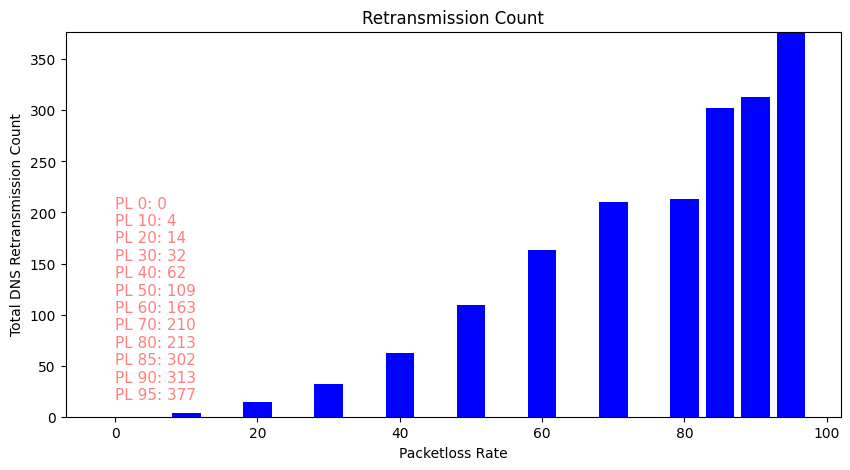 Retransmission Count
Total DNS Retransmission Count
350
300
250
200
150
100
50
0
PL 0: 0
PL 10: 4
PL 20: 14
PL 30: 32
PL 40: 62
PL 50: 109
PL 60: 163
PL 70: 210
PL 80: 213
PL 85: 302
PL 90: 313
PL 95: 377
0 20 40 60 80 100
Packetloss Rate